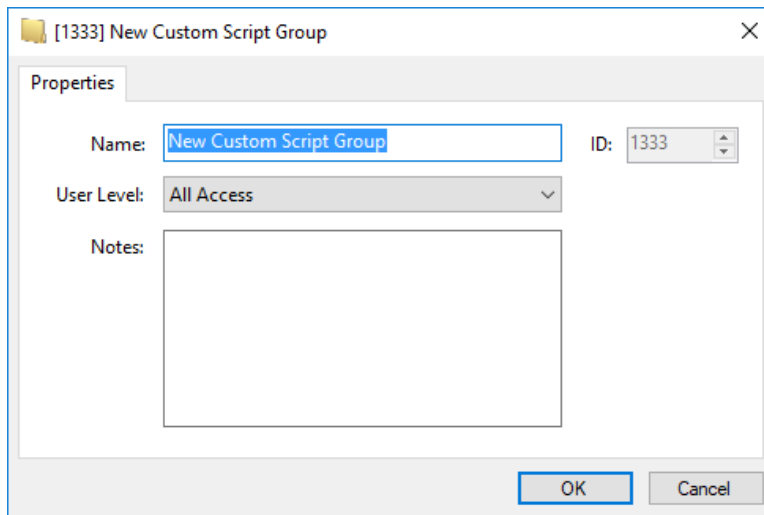 [1333] New Custom Script Group
Properties
Name: New Custom Script Group ID: 1333
User Level: All Access
Notes:
OK Cancel